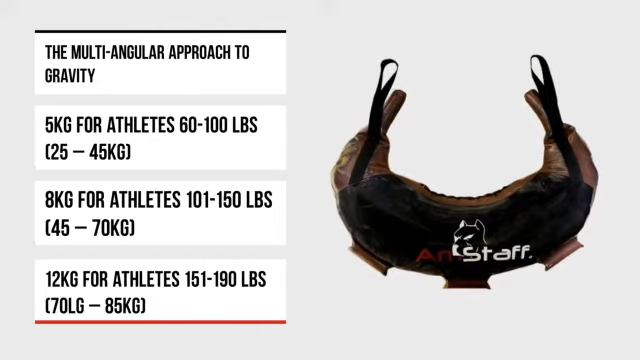 THE MULTI-ANGULAR APPROACH TO
GRAVITY
5KG FOR ATHLETES 60-100 LBS
(25 – 45KG)
8KG FOR ATHLETES 101-150 LBS
(45 – 70KG)
12KG FOR ATHLETES 151-190 LBS
(70LG – 85KG)
AmStaff.